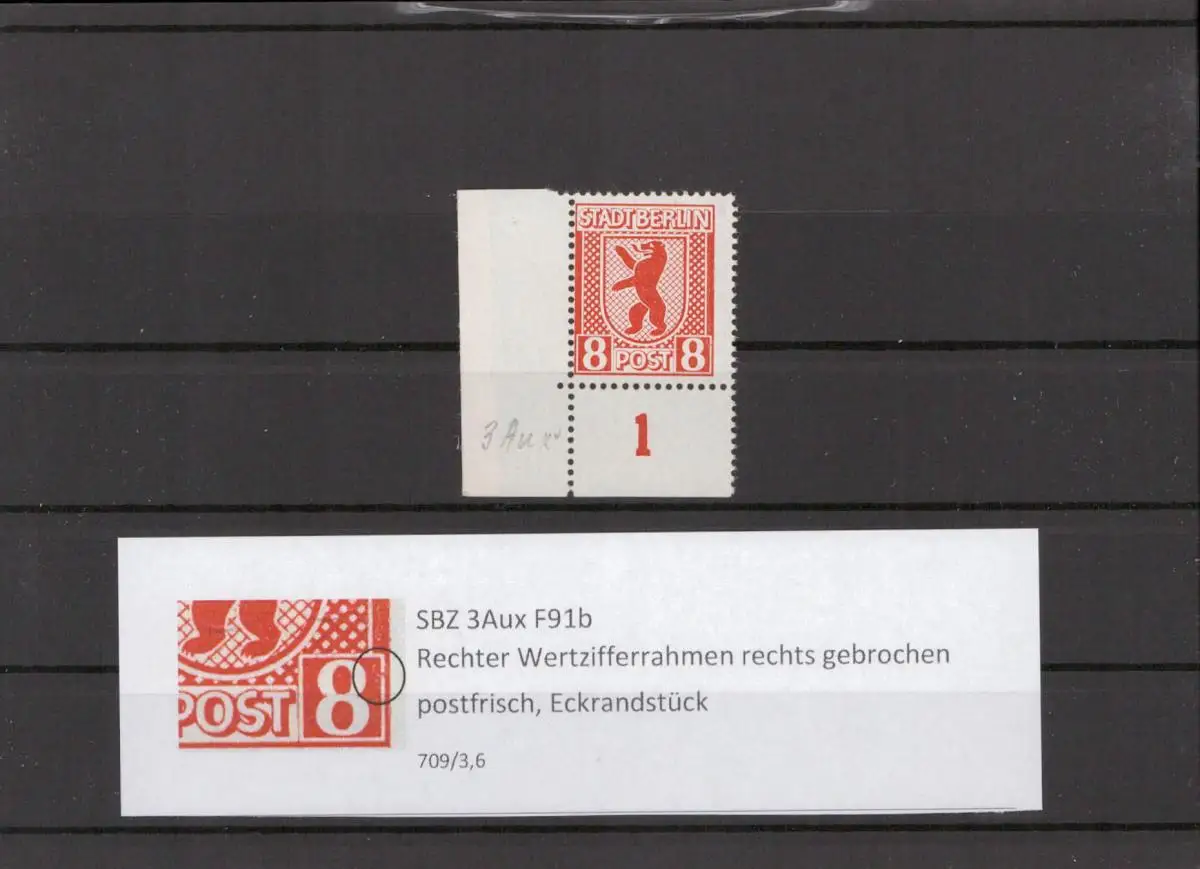 STADT BERLIN
8 POST 8
3 Aux
1
POST 8
SBZ 3Aux F91b
Rechter Wertzifferrahmen rechts gebrochen
postfrisch, Eckrandstück
709/3,6